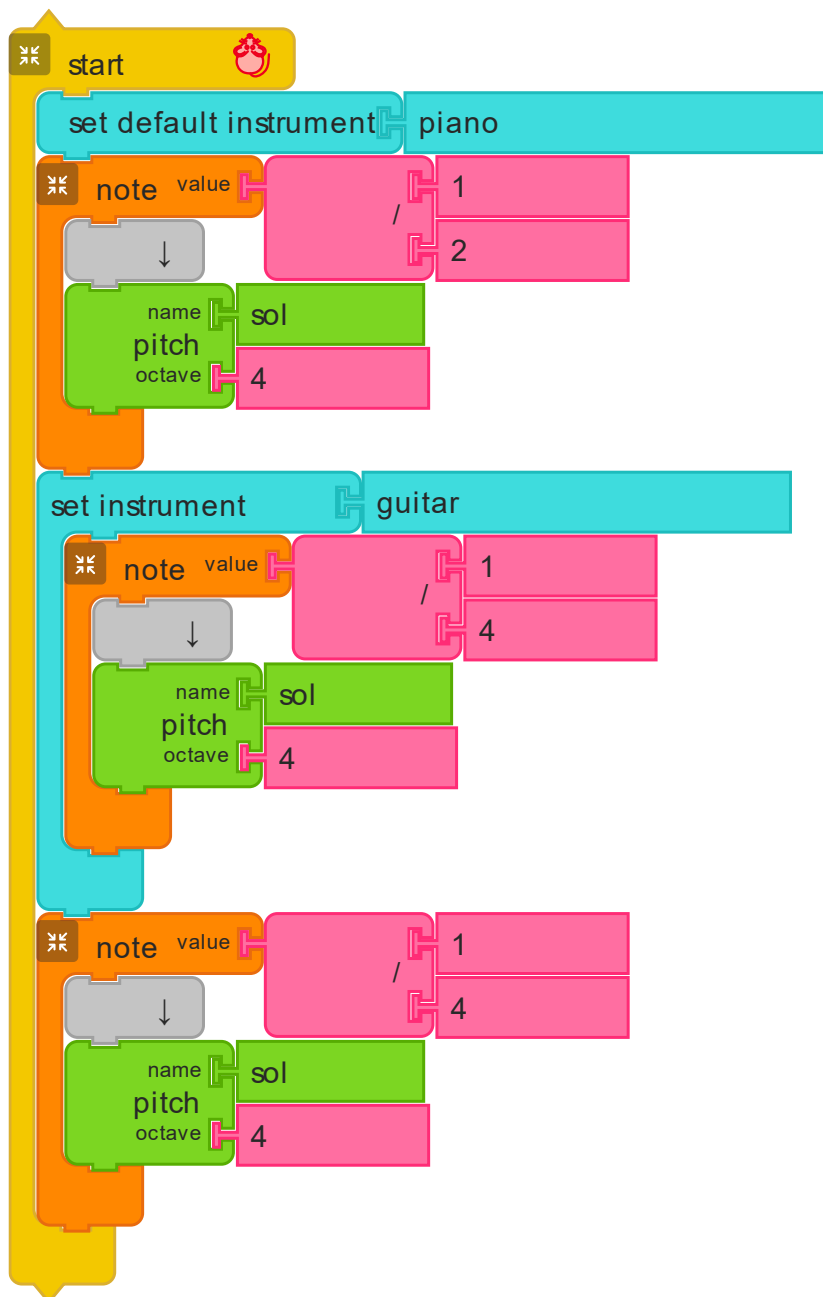 start
set default instrument piano
note value 1
/
2
↓
name sol
pitch
octave 4
set instrument guitar
note value 1
/
4
↓
name sol
pitch
octave 4
note value 1
/
4
↓
name sol
pitch
octave 4